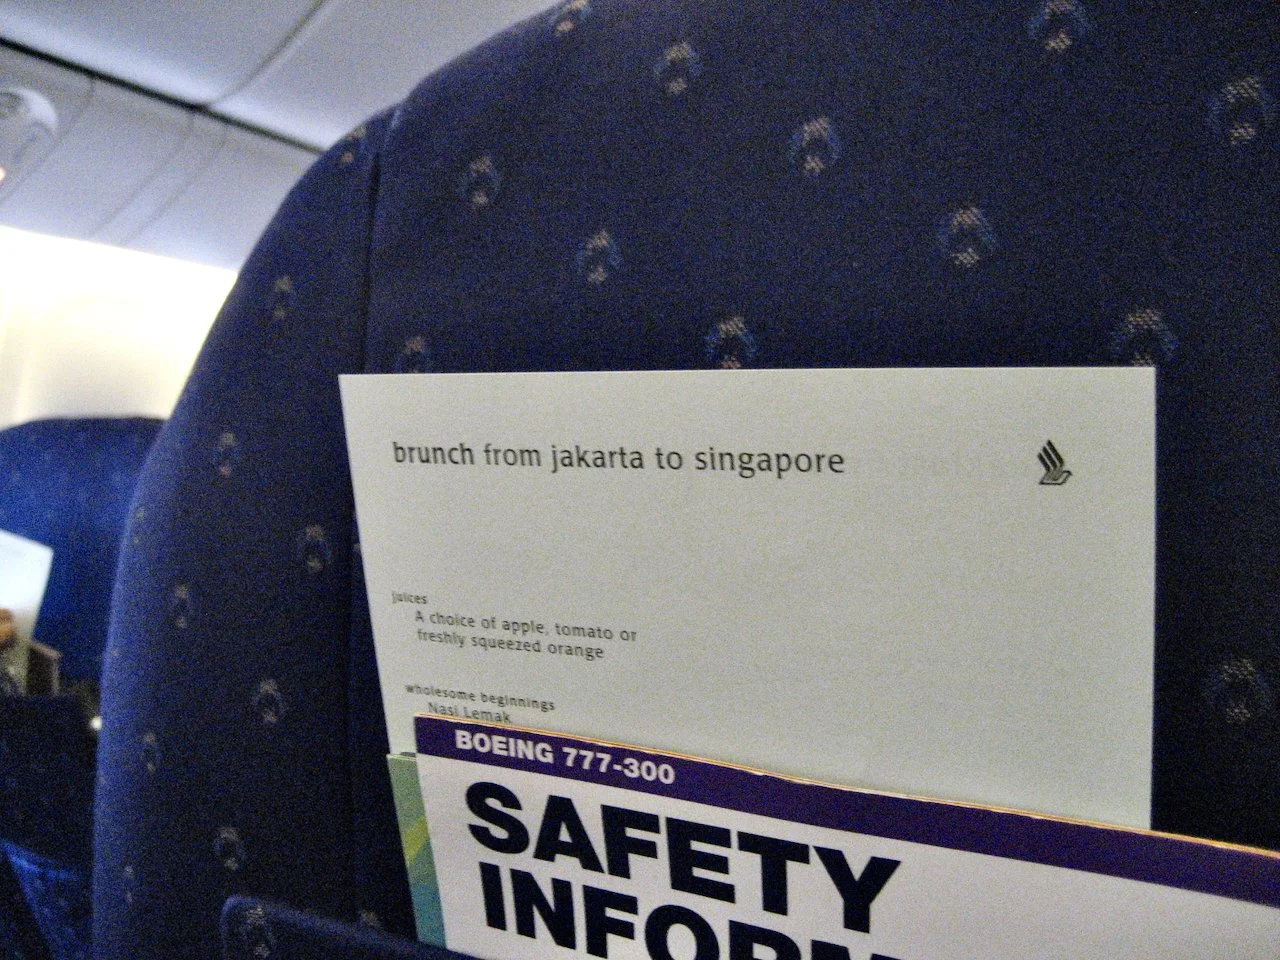 brunch from jakarta to singapore
juices
A choice of apple, tomato or
freshly squeezed orange
wholesome beginnings
Nasi Lemak
BOEING 777-300
SAFETY
INFORM